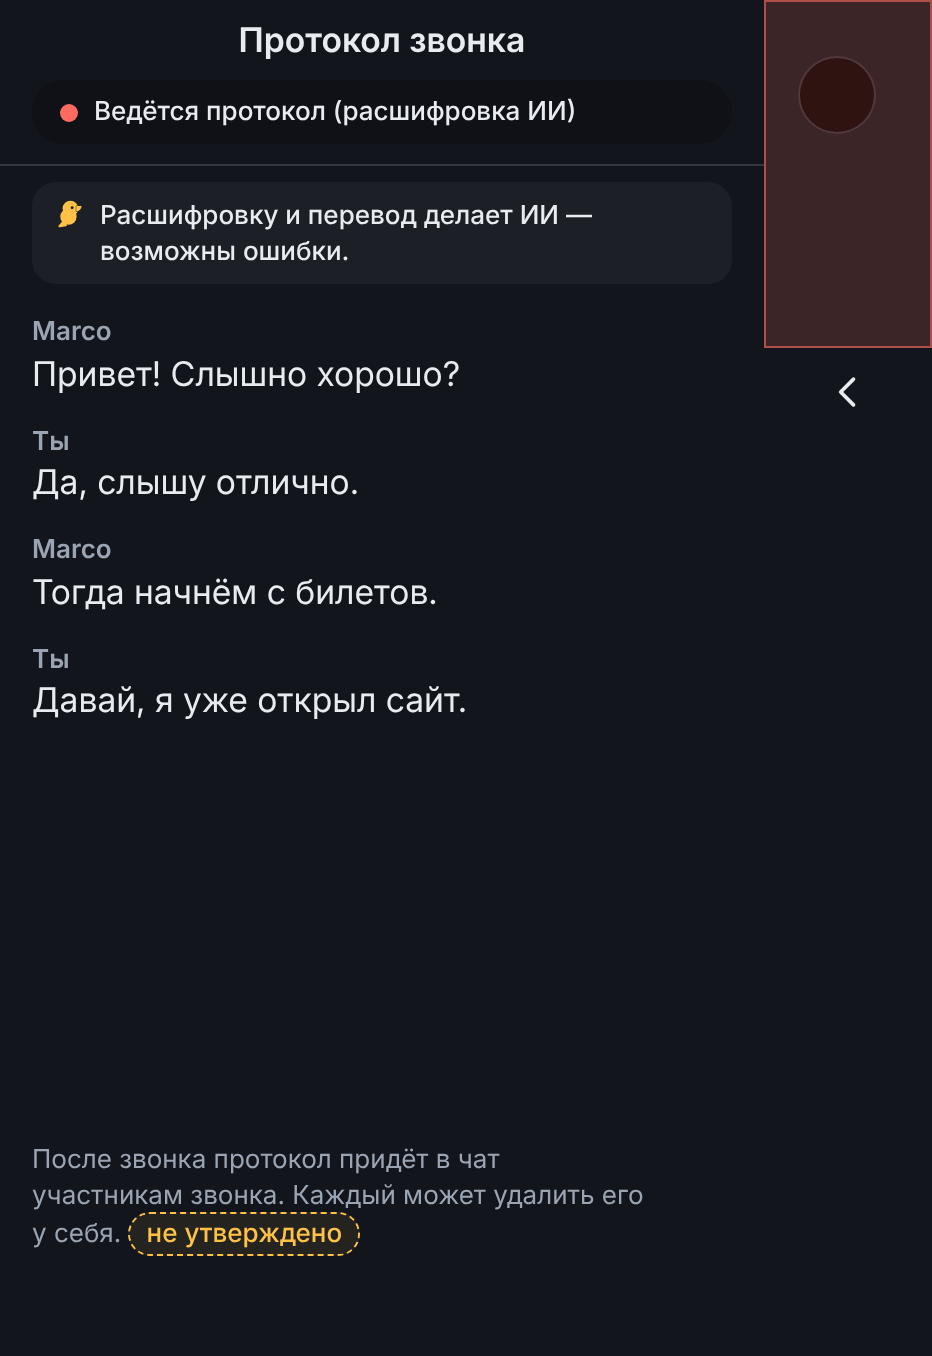 Протокол звонка
Ведётся протокол (расшифровка ИИ)
Расшифровку и перевод делает ИИ —
возможны ошибки.
Marco
Привет! Слышно хорошо?
Ты
Да, слышу отлично.
Marco
Тогда начнём с билетов.
Ты
Давай, я уже открыл сайт.
После звонка протокол придёт в чат
участникам звонка. Каждый может удалить его
у себя. не утверждено